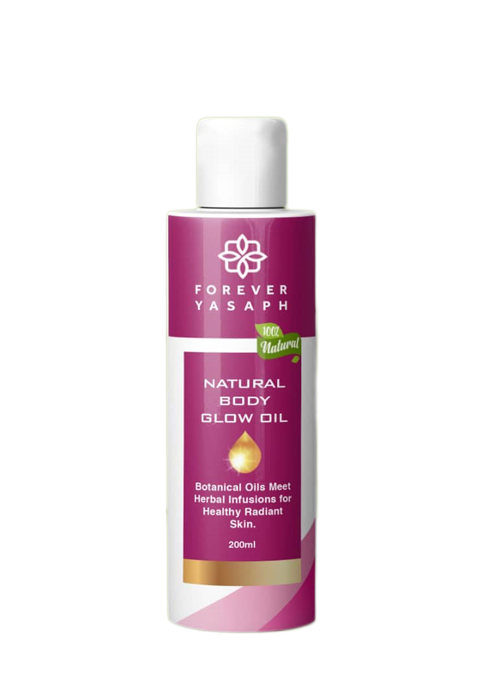 FOREVER
YASAPH
100%
Natural
NATURAL
BODY
GLOW OIL
Botanical Oils Meet
Herbal Infusions for
Healthy Radiant
Skin.
200ml